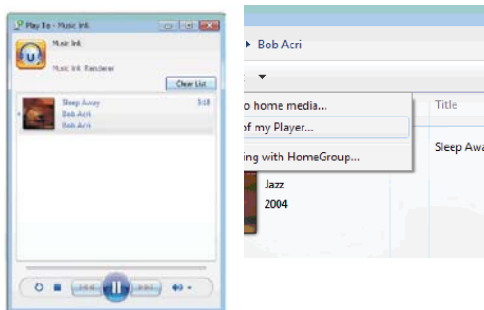 Play To - Music Ink
Music Ink
Music Ink Renderer
Clear List
Sleep Away 3:18
Bob Acri
Bob Acri
Bob Acri
o home media...
of my Player...
ing with HomeGroup...
Title
Sleep Awa
Jazz
2004